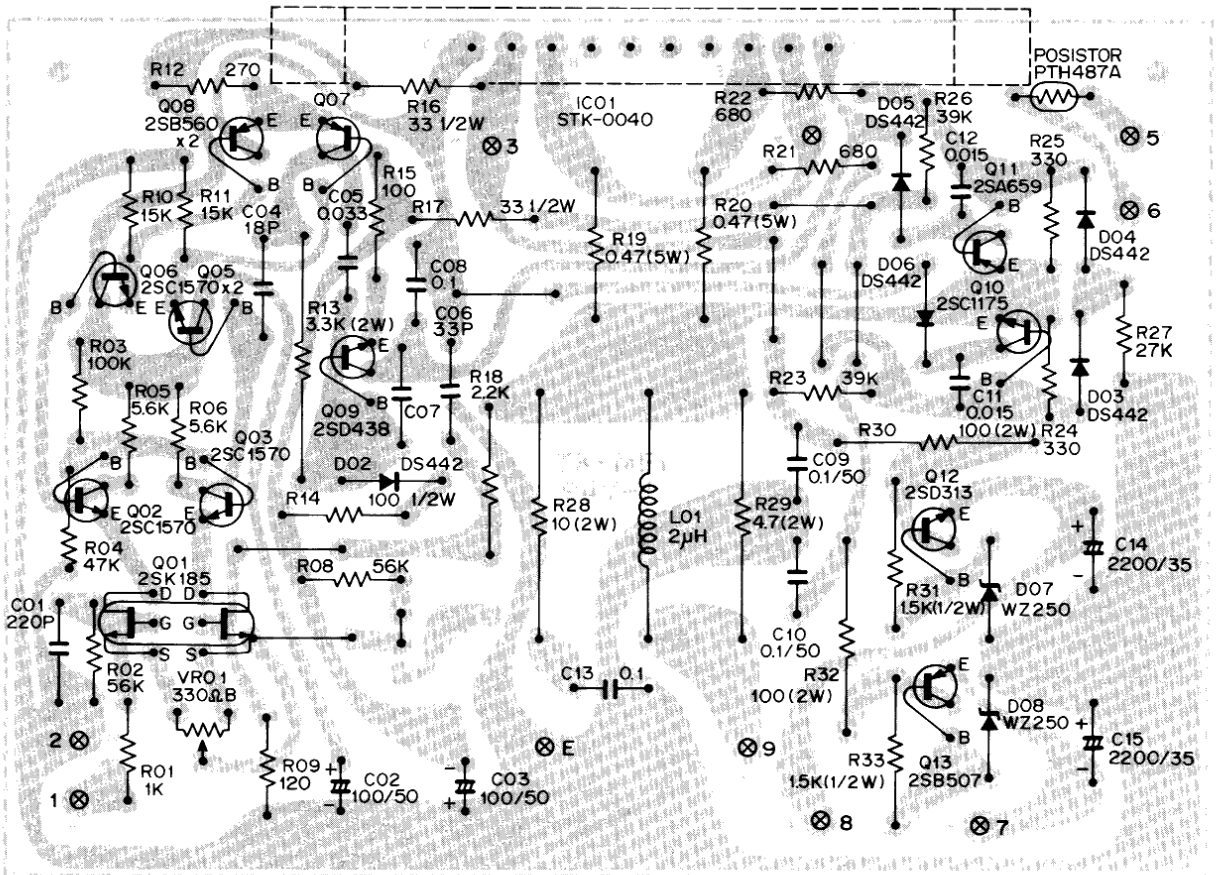 R12 270
Q08
2SB560
x2
E
B
Q07
E
B
R16
33 1/2W
IC01
STK-0040
3
R22
680
DO5
DS442
R26
39K
POSISTOR
PTH487A
5
R10
15K
R11
15K
C04
18P
C05
0.033
R15
100
R17 33 1/2W
R21 680
R20
0.47(5W)
C12
0.015
Q11
2SA659
B
E
R25
330
6
R19
0.47(5W)
D04
DS442
D06
DS442
Q06
2SC1570x2
Q05
B
E
E
B
R13
3.3K(2W)
C08
0.1
C06
33P
Q10
2SC1175
E
B
R27
27K
R03
100K
R05
5.6K
R06
5.6K
Q03
2SC1570
B
E
Q09
2SD438
E
B
C07
R18
2.2K
R23 39K
C11
0.015
100(2W)
R24
330
D03
DS442
R30
B
E
Q02
2SC1570
R04
47K
D02 DS442
R14 100 1/2W
R28
10(2W)
L01
2μH
R29
4.7(2W)
C09
0.1/50
Q12
2SD313
E
B
C14
2200/35
+
-
R08 56K
Q01
2SK185
D D
G G
S S
C01
220P
R02
56K
VR01
330ΩB
C10
0.1/50
R31
1.5K(1/2W)
D07
WZ250
R32
100(2W)
C13 0.1
E
B
Q13
2SB507
D08
WZ250
C15
2200/35
+
-
2
1
R01
1K
R09
120
C02
100/50
+
-
C03
100/50
-
+
E
9
R33
1.5K(1/2W)
8
7